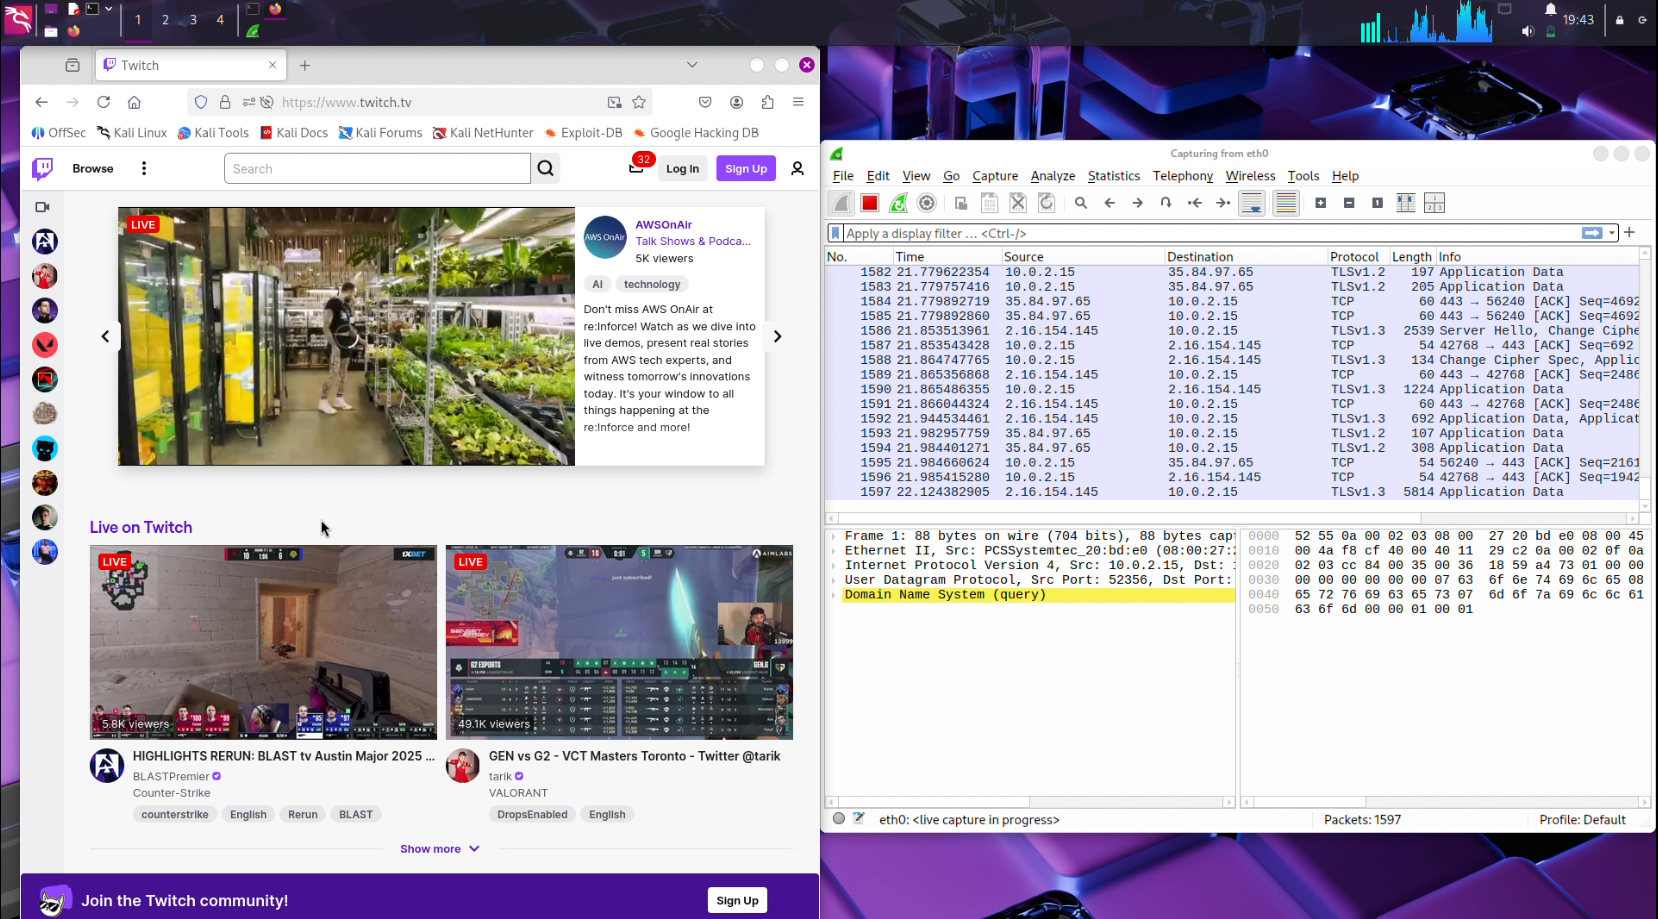 1 2 3 4
19:43
Twitch
https://www.twitch.tv
OffSec Kali Linux Kali Tools Kali Docs Kali Forums Kali NetHunter Exploit-DB Google Hacking DB
Browse
Search
32
Log In
Sign Up
LIVE
AWS OnAir
AWSOnAir
Talk Shows & Podca...
5K viewers
AI technology
Don't miss AWS OnAir at
re:Inforce! Watch as we dive into
live demos, present real stories
from AWS tech experts, and
witness tomorrow's innovations
today. It's your window to all
things happening at the
re:Inforce and more!
Live on Twitch
LIVE
10 1:06 6
1XBET
5.8K viewers
HIGHLIGHTS RERUN: BLAST tv Austin Major 2025 ...
BLASTPremier
Counter-Strike
counterstrike English Rerun BLAST
LIVE
10 0:01 5
AIMLABS
just subscribed!
G2 ESPORTS
GEN.G
49.1K viewers
GEN vs G2 - VCT Masters Toronto - Twitter @tarik
tarik
VALORANT
DropsEnabled English
Show more
Join the Twitch community!
Sign Up
Capturing from eth0
File Edit View Go Capture Analyze Statistics Telephony Wireless Tools Help
Apply a display filter … <Ctrl-/>
No. Time Source Destination Protocol Length Info
1582 21.779622354 10.0.2.15 35.84.97.65 TLSv1.2 197 Application Data
1583 21.779757416 10.0.2.15 35.84.97.65 TLSv1.2 205 Application Data
1584 21.779892719 35.84.97.65 10.0.2.15 TCP 60 443 → 56240 [ACK] Seq=4692
1585 21.779892860 35.84.97.65 10.0.2.15 TCP 60 443 → 56240 [ACK] Seq=4692
1586 21.853513961 2.16.154.145 10.0.2.15 TLSv1.3 2539 Server Hello, Change Ciphe
1587 21.853543428 10.0.2.15 2.16.154.145 TCP 54 42768 → 443 [ACK] Seq=692
1588 21.864747765 10.0.2.15 2.16.154.145 TLSv1.3 134 Change Cipher Spec, Applic
1589 21.865356868 2.16.154.145 10.0.2.15 TCP 60 443 → 42768 [ACK] Seq=2486
1590 21.865486355 10.0.2.15 2.16.154.145 TLSv1.3 1224 Application Data
1591 21.866044324 2.16.154.145 10.0.2.15 TCP 60 443 → 42768 [ACK] Seq=2486
1592 21.944534461 2.16.154.145 10.0.2.15 TLSv1.3 692 Application Data, Applicat
1593 21.982957759 35.84.97.65 10.0.2.15 TLSv1.2 107 Application Data
1594 21.984401271 35.84.97.65 10.0.2.15 TLSv1.2 308 Application Data
1595 21.984660624 10.0.2.15 35.84.97.65 TCP 54 56240 → 443 [ACK] Seq=2161
1596 21.985415280 10.0.2.15 2.16.154.145 TCP 54 42768 → 443 [ACK] Seq=1942
1597 22.124382905 2.16.154.145 10.0.2.15 TLSv1.3 5814 Application Data
Frame 1: 88 bytes on wire (704 bits), 88 bytes capt
Ethernet II, Src: PCSSystemtec_20:bd:e0 (08:00:27:2
Internet Protocol Version 4, Src: 10.0.2.15, Dst: 1
User Datagram Protocol, Src Port: 52356, Dst Port:
Domain Name System (query)
0000 52 55 0a 00 02 03 08 00 27 20 bd e0 08 00 45
0010 00 4a f8 cf 40 00 40 11 29 c2 0a 00 02 0f 0a
0020 02 03 cc 84 00 35 00 36 18 59 a4 73 01 00 00
0030 00 00 00 00 00 00 07 63 6f 6e 74 69 6c 65 08
0040 65 72 76 69 63 65 73 07 6d 6f 7a 69 6c 6c 61
0050 63 6f 6d 00 00 01 00 01
eth0: <live capture in progress>
Packets: 1597
Profile: Default